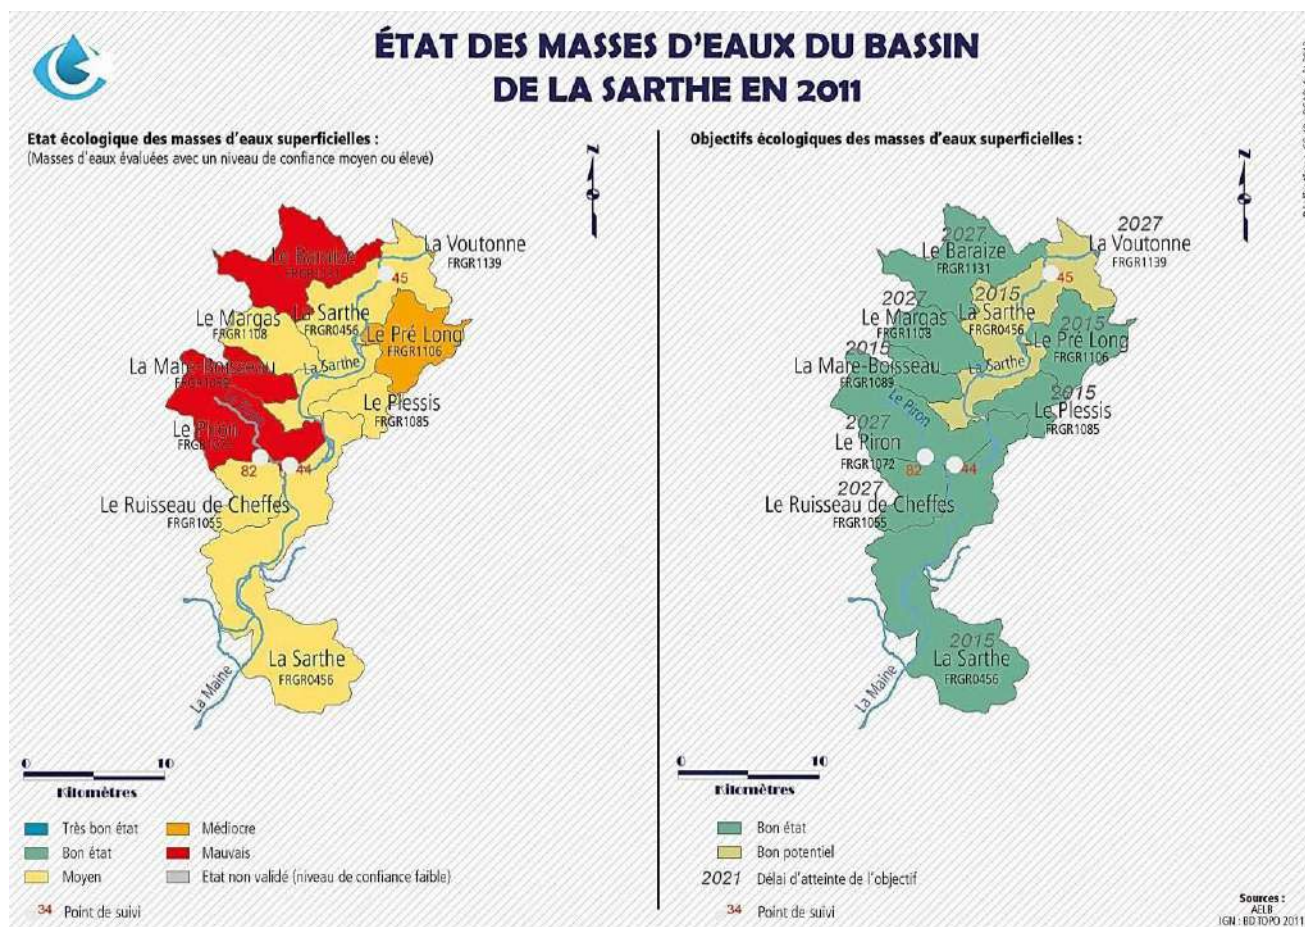 ÉTAT DES MASSES D'EAUX DU BASSIN
DE LA SARTHE EN 2011
Etat écologique des masses d'eaux superficielles :
(Masses d'eaux évaluées avec un niveau de confiance moyen ou élevé)
N
La Voutonne
FRGR1139
Le Baraize
FRGR1131
45
La Sarthe
FRGR0456
Le Margas
FRGR1108
Le Pré Long
FRGR1106
La Sarthe
La Mare-Boisseau
Le Plessis
FRGR1085
Le Piron
82
44
Le Ruisseau de Cheffes
FRGR1055
La Sarthe
FRGR0456
La Maine
0 10
Kilomètres
Très bon état
Bon état
Moyen
Médiocre
Mauvais
Etat non validé (niveau de confiance faible)
34 Point de suivi
Objectifs écologiques des masses d'eaux superficielles :
N
2027
La Voutonne
FRGR1139
2027
Le Baraize
FRGR1131
45
2015
La Sarthe
FRGR0456
2027
Le Margas
FRGR1108
2015
Le Pré Long
FRGR1106
La Sarthe
2015
La Mare-Boisseau
FRGR1089
2015
Le Plessis
FRGR1085
Le Piron
2027
Le Piron
FRGR1072
82
44
2027
Le Ruisseau de Cheffes
FRGR1055
2015
La Sarthe
FRGR0456
La Maine
0 10
Kilomètres
Bon état
Bon potentiel
2021 Délai d'atteinte de l'objectif
34 Point de suivi
Sources :
AELB
IGN : BD TOPO 2011